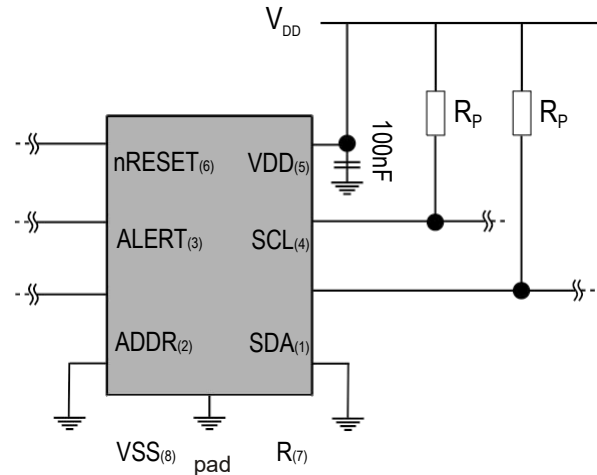 VDD
100nF
RP RP
nRESET(6) VDD(5)
ALERT(3) SCL(4)
ADDR(2) SDA(1)
VSS(8) pad R(7)